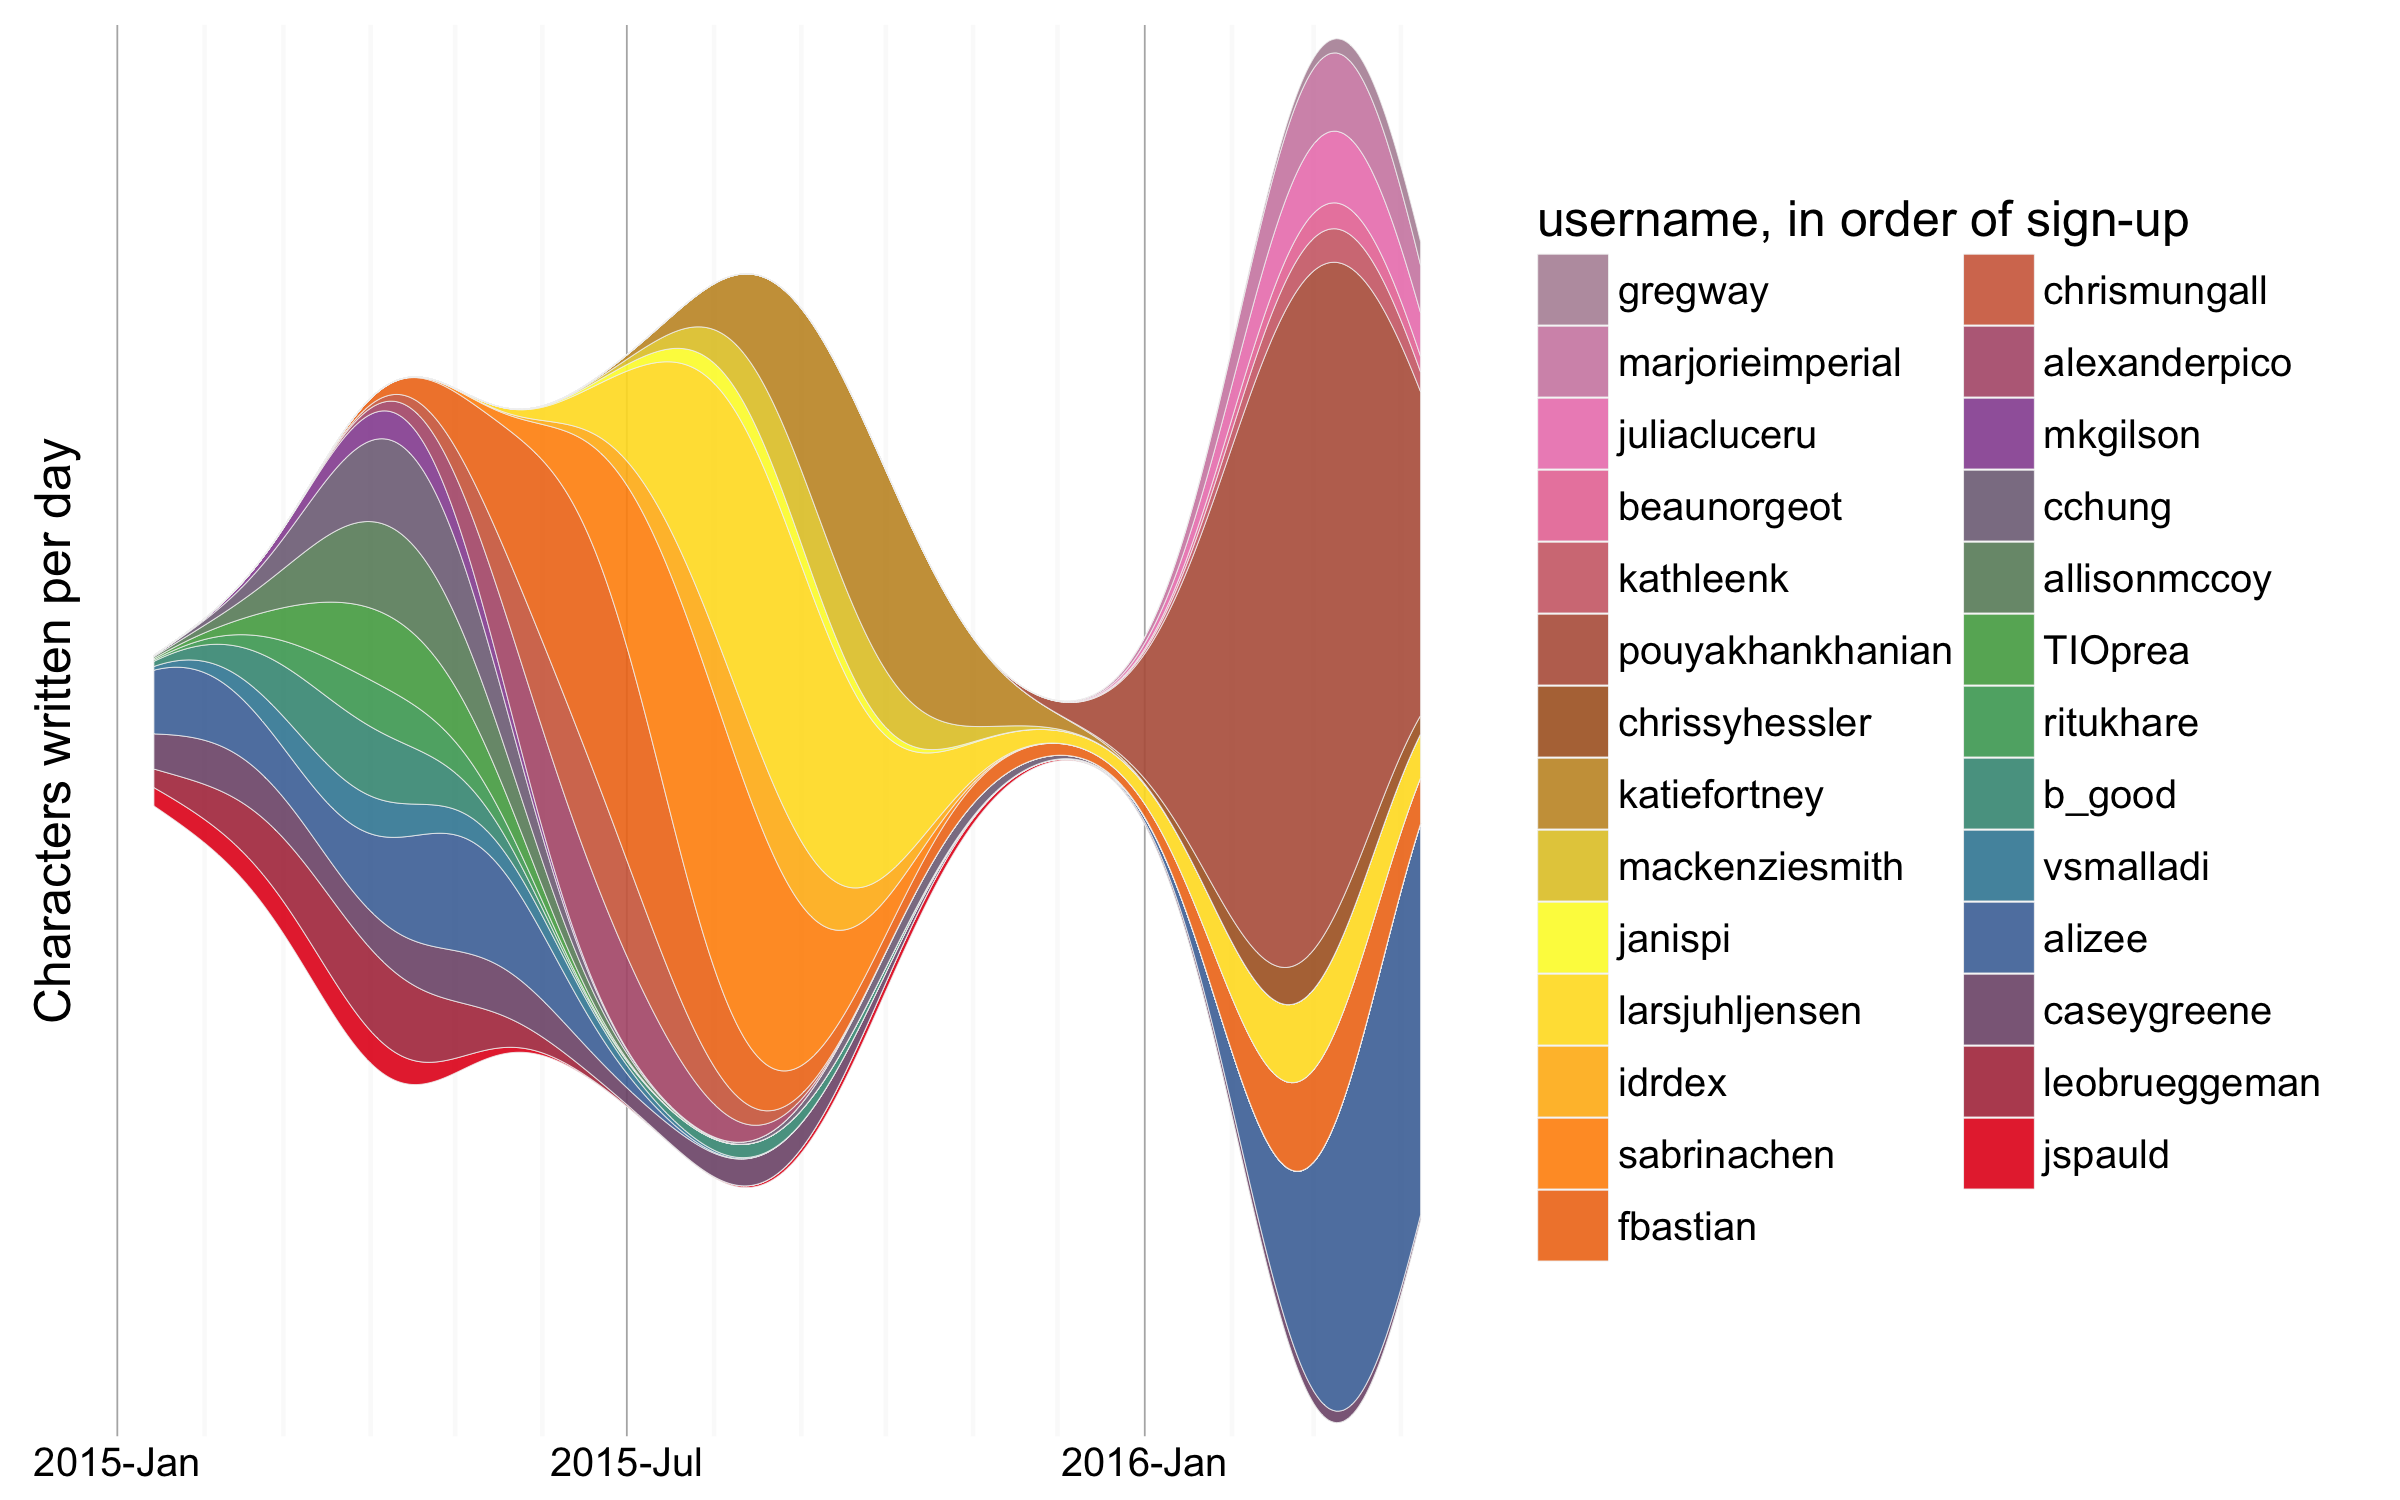 Characters written per day
2015-Jan
2015-Jul
2016-Jan
username, in order of sign-up
gregway
marjorieimperial
juliacluceru
beaunorgeot
kathleenk
pouyakhankhanian
chrissyhessler
katiefortney
mackenziesmith
janispi
larsjuhljensen
idrdex
sabrinachen
fbastian
chrismungall
alexanderpico
mkgilson
cchung
allisonmccoy
TIOprea
ritukhare
b_good
vsmalladi
alizee
caseygreene
leobrueggeman
jspauld